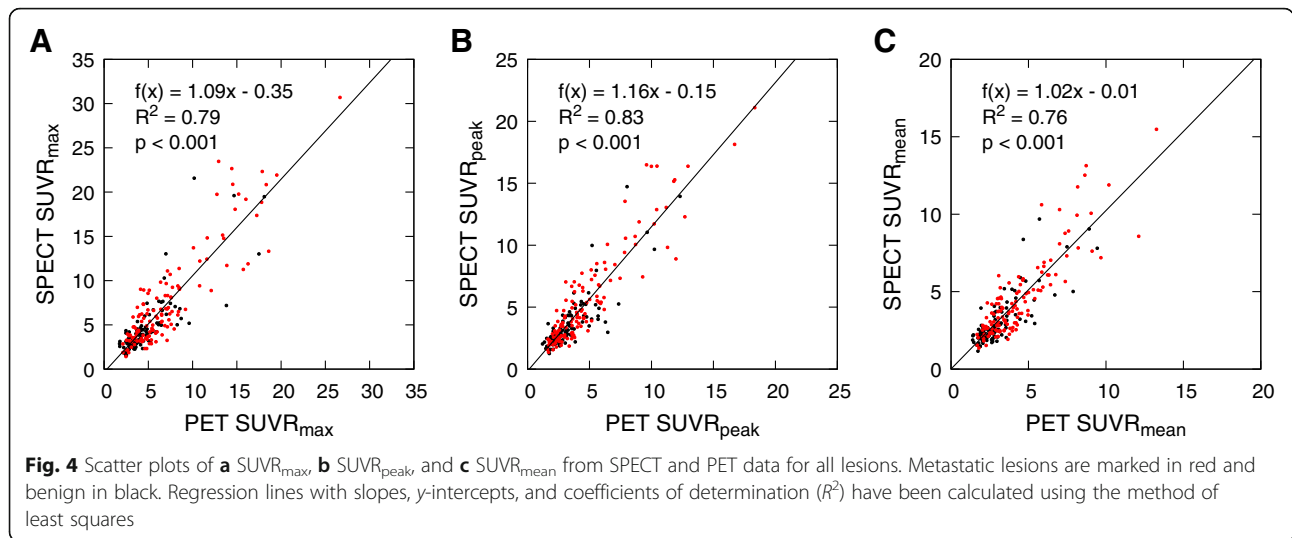 A
35
30
25
20
15
10
5
0
0 5 10 15 20 25 30 35
SPECT SUVRmax
PET SUVRmax
f(x) = 1.09x - 0.35
R² = 0.79
p < 0.001
B
25
20
15
10
5
0
0 5 10 15 20 25
SPECT SUVRpeak
PET SUVRpeak
f(x) = 1.16x - 0.15
R² = 0.83
p < 0.001
C
20
15
10
5
0
0 5 10 15 20
SPECT SUVRmean
PET SUVRmean
f(x) = 1.02x - 0.01
R² = 0.76
p < 0.001
Fig. 4 Scatter plots of a SUVRmax, b SUVRpeak, and c SUVRmean from SPECT and PET data for all lesions. Metastatic lesions are marked in red and
benign in black. Regression lines with slopes, y-intercepts, and coefficients of determination (R²) have been calculated using the method of
least squares